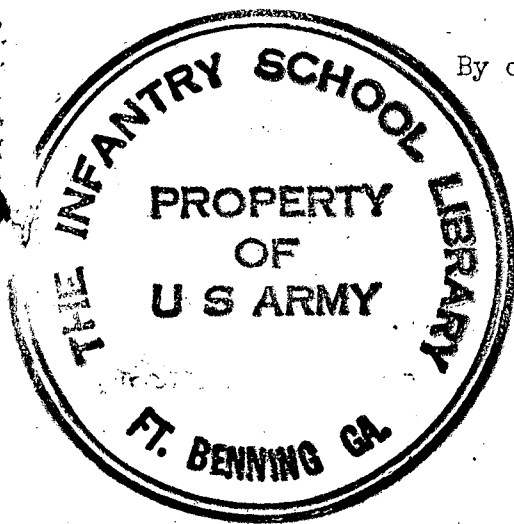 By
THE INFANTRY SCHOOL LIBRARY
PROPERTY
OF
U S ARMY
FT. BENNING GA.